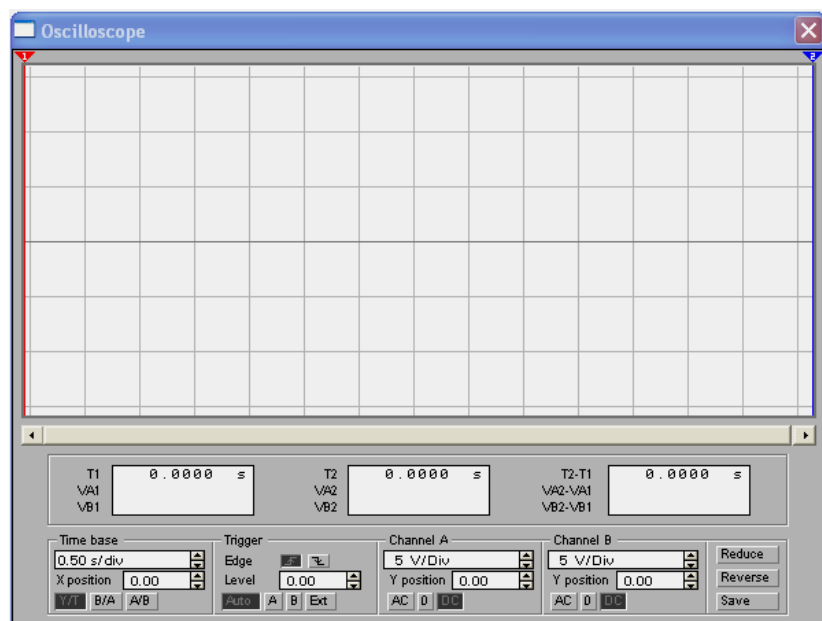 Oscilloscope
1 2
T1 0.0000 s T2 0.0000 s T2-T1 0.0000 s
VA1 VA2 VA2-VA1
VB1 VB2 VB2-VB1
Time base Trigger Channel A Channel B
0.50 s/div Edge 5 V/Div 5 V/Div Reduce
X position 0.00 Level 0.00 Y position 0.00 Y position 0.00 Reverse
Y/T B/A A/B Auto A B Ext AC 0 DC AC 0 DC Save